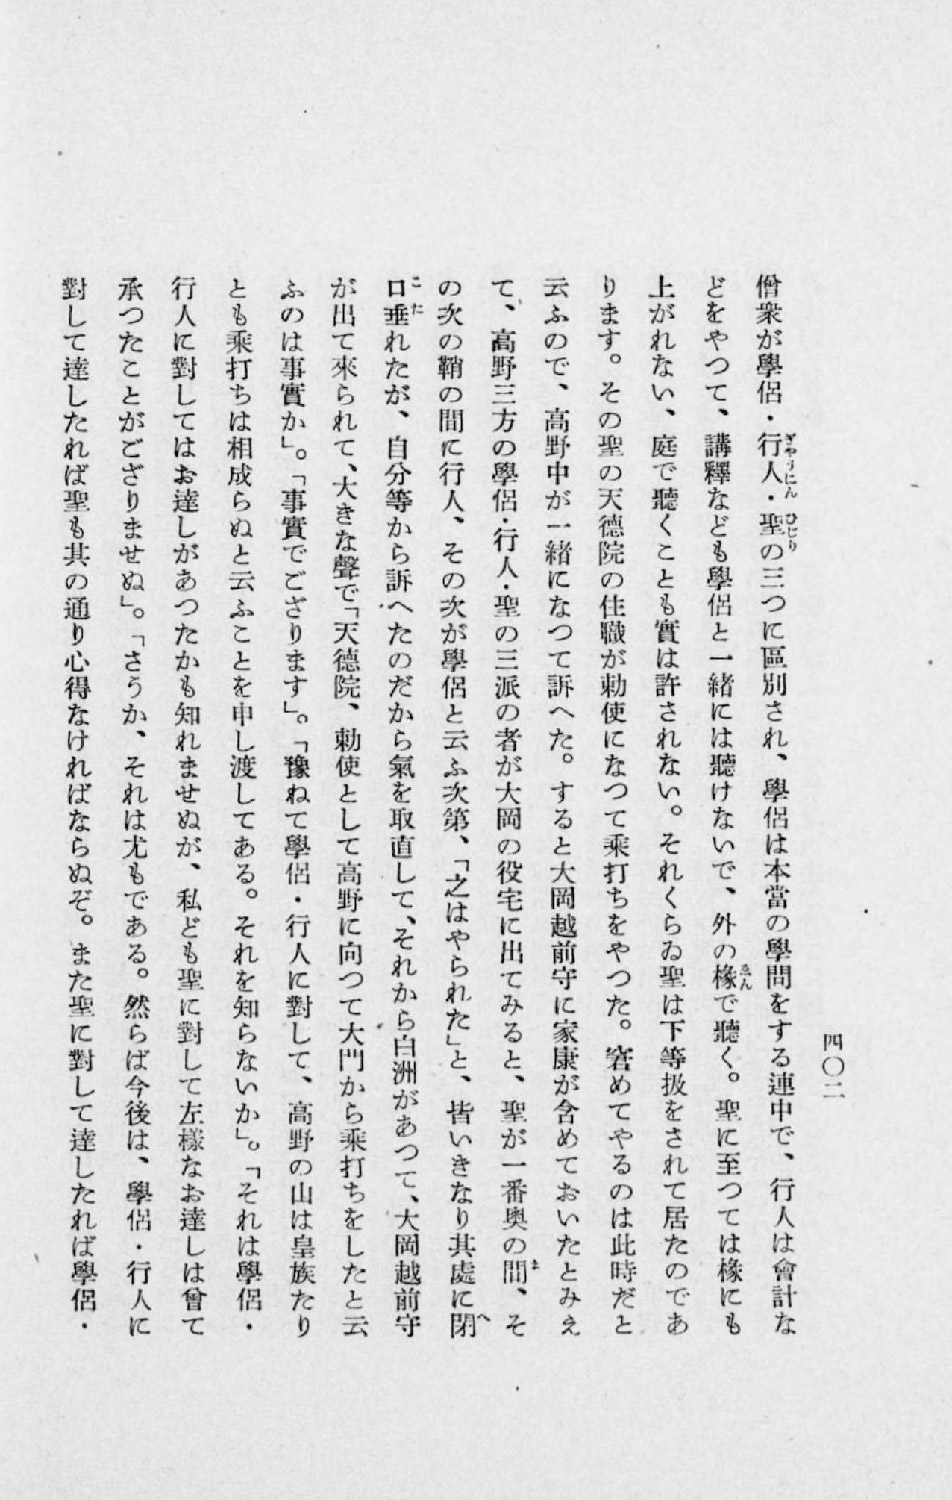 四〇二
僧衆が學侶・行人・聖の三つに區別され、學侶は本當の學問をする連中で、行人は會計な
どをやつて、講釋なども學侶と一緒には聽けないで、外の椽で聽く。聖に至つては椽にも
上がれない、庭で聽くことも實は許されない。それくらゐ聖は下等扱をされて居たのであ
ります。その聖の天德院の住職が勅使になつて乘打ちをやつた。窘めてやるのは此時だと
云ふので、高野中が一緒になつて訴へた。すると大岡越前守に家康が含めておいたとみえ
て、高野三方の學侶・行人・聖の三派の者が大岡の役宅に出てみると、聖が一番奧の間、そ
の次の鞘の間に行人、その次が學侶と云ふ次第、「之はやられた」と、皆いきなり其處に閉
口垂れたが、自分等から訴へたのだから氣を取直して、それから白洲があつて、大岡越前守
が出て來られて、大きな聲で「天德院、勅使として高野に向つて大門から乘打ちをしたと云
ふのは事實か」。「事實でござります」。「豫ねて學侶・行人に對して、高野の山は皇族たり
とも乘打ちは相成らぬと云ふことを申し渡してある。それを知らないか」。「それは學侶・
行人に對してはお達しがあつたかも知れませぬが、私ども聖に對して左樣なお達しは曾て
承つたことがござりませぬ」。「さうか、それは尤もである。然らば今後は、學侶・行人に
對して達したれば聖も其の通り心得なければならぬぞ。また聖に對して達したれば學侶・